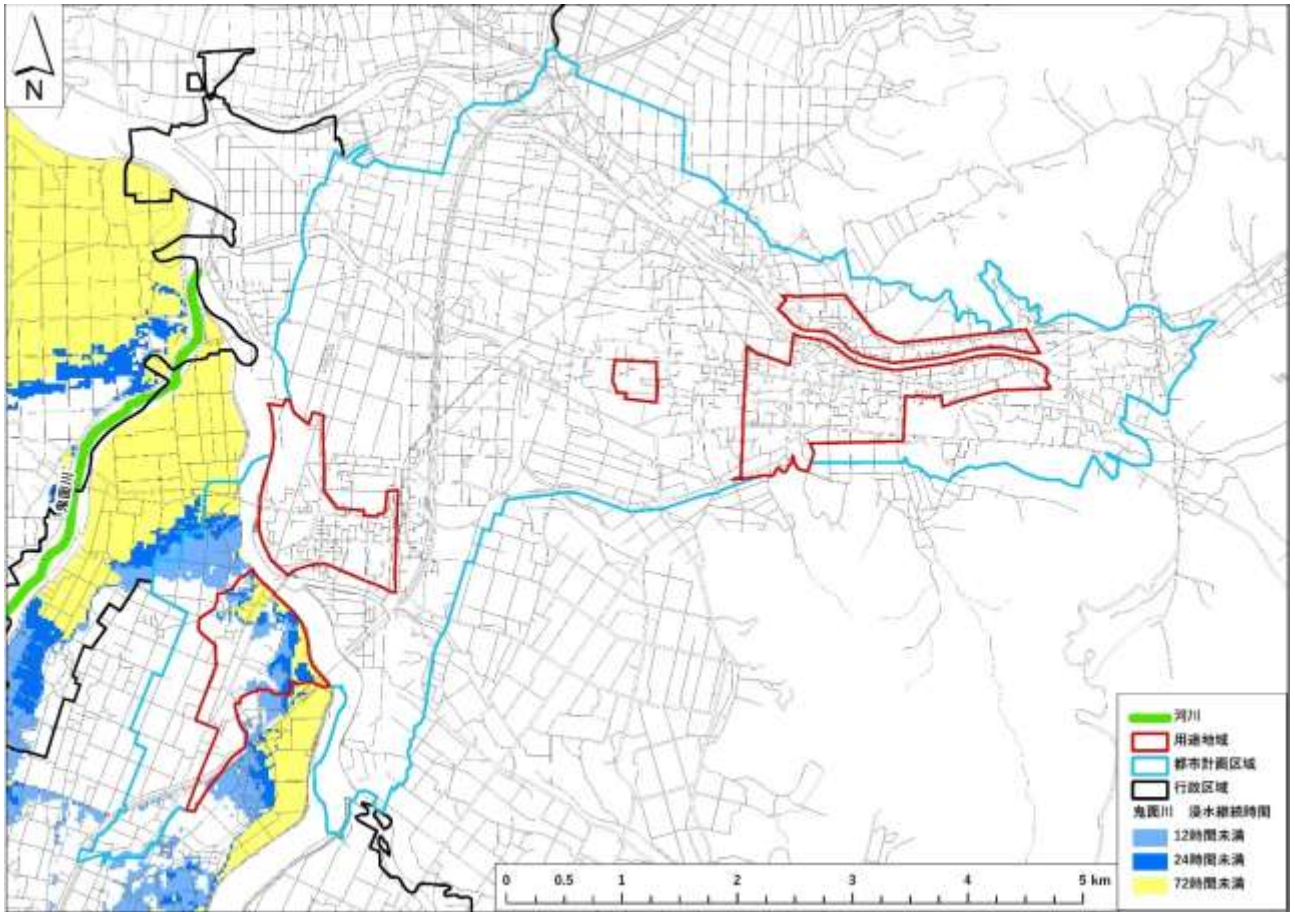 N
鬼面川
河川
用途地域
都市計画区域
行政区域
鬼面川 浸水継続時間
12時間未満
24時間未満
72時間未満
0 0.5 1 2 3 4 5 km